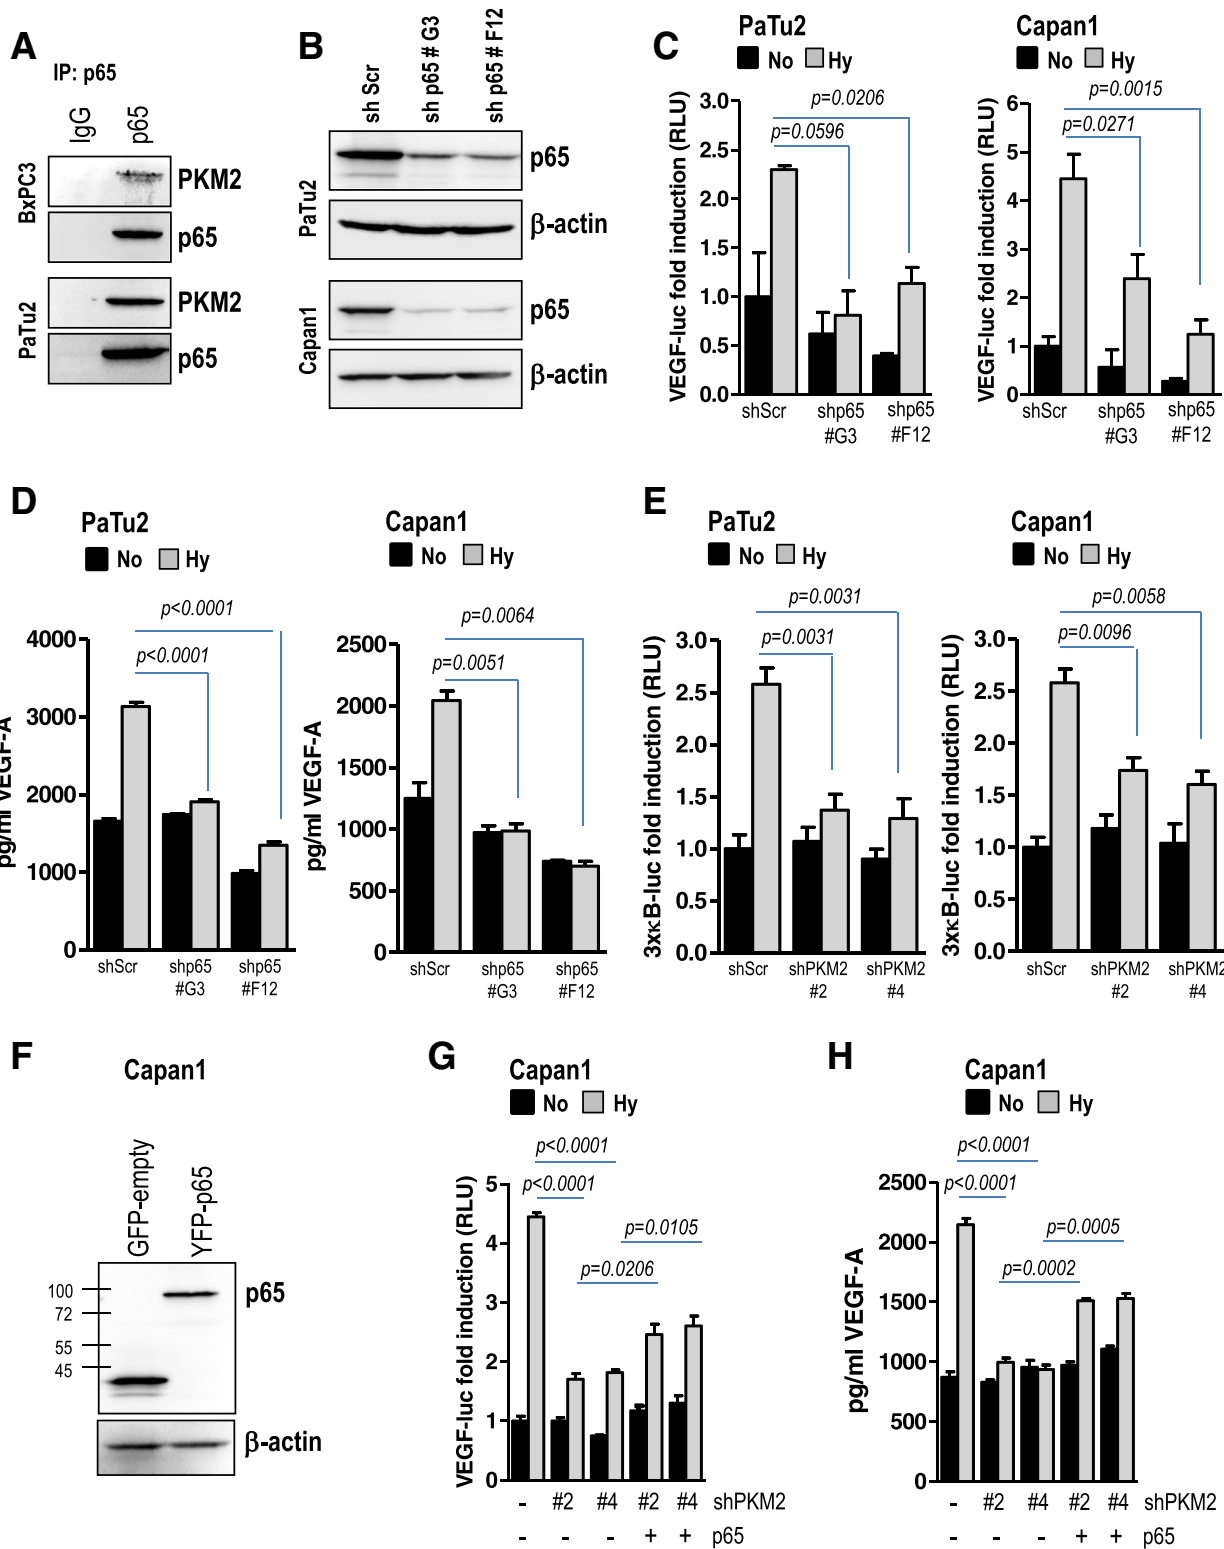 A
IP: p65
IgG
p65
BxPC3
PKM2
p65
PaTu2
PKM2
p65
B
sh Scr
sh p65 # G3
sh p65 # F12
PaTu2
p65
β-actin
Capan1
p65
β-actin
C
PaTu2
No Hy
VEGF-luc fold induction (RLU)
p=0.0206
p=0.0596
3.0
2.5
2.0
1.5
1.0
0.5
0.0
shScr shp65 shp65
#G3 #F12
Capan1
No Hy
VEGF-luc fold induction (RLU)
p=0.0015
p=0.0271
6
5
4
3
2
1
0
shScr shp65 shp65
#G3 #F12
D
PaTu2
No Hy
pg/ml VEGF-A
p<0.0001
p<0.0001
4000
3000
2000
1000
0
shScr shp65 shp65
#G3 #F12
Capan1
No Hy
pg/ml VEGF-A
p=0.0064
p=0.0051
2500
2000
1500
1000
500
0
shScr shp65 shp65
#G3 #F12
E
PaTu2
No Hy
3xκB-luc fold induction (RLU)
p=0.0031
p=0.0031
3.0
2.5
2.0
1.5
1.0
0.5
0.0
shScr shPKM2 shPKM2
#2 #4
Capan1
No Hy
3xκB-luc fold induction (RLU)
p=0.0058
p=0.0096
3.0
2.5
2.0
1.5
1.0
0.5
0.0
shScr shPKM2 shPKM2
#2 #4
F
Capan1
GFP-empty
YFP-p65
100
72
55
45
p65
β-actin
G
Capan1
No Hy
VEGF-luc fold induction (RLU)
p<0.0001
p<0.0001
p=0.0105
p=0.0206
5
4
3
2
1
0
- #2 #4 #2 #4 shPKM2
- - - + + p65
H
Capan1
No Hy
pg/ml VEGF-A
p<0.0001
p<0.0001
p=0.0005
p=0.0002
2500
2000
1500
1000
500
0
- #2 #4 #2 #4 shPKM2
- - - + + p65